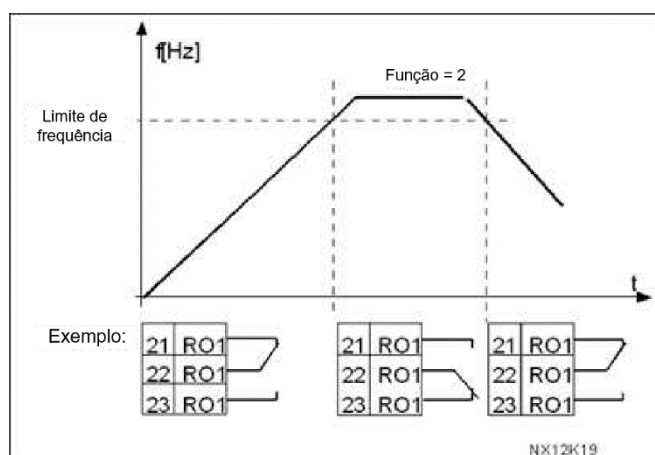 f[Hz]
Função = 2
Limite de
frequência
t
Exemplo:
21 RO1
22 RO1
23 RO1
21 RO1
22 RO1
23 RO1
21 RO1
22 RO1
23 RO1
NX12K19